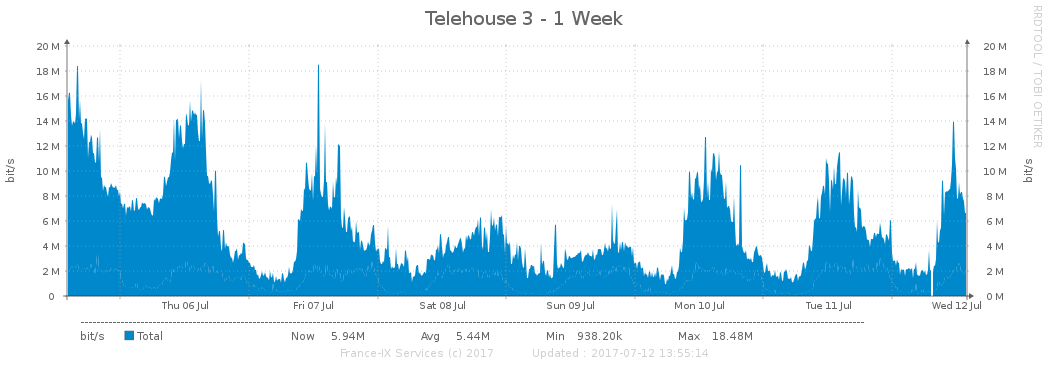 Telehouse 3 - 1 Week
RRDTOOL / TOBI OETIKER
bit/s
20 M 20 M
18 M 18 M
16 M 16 M
14 M 14 M
12 M 12 M
10 M 10 M
8 M 8 M
6 M 6 M
4 M 4 M
2 M 2 M
0 0 M
bit/s
Thu 06 Jul Fri 07 Jul Sat 08 Jul Sun 09 Jul Mon 10 Jul Tue 11 Jul Wed 12 Jul
bit/s Total Now 5.94M Avg 5.44M Min 938.20k Max 18.48M
France-IX Services (c) 2017 Updated : 2017-07-12 13:55:14